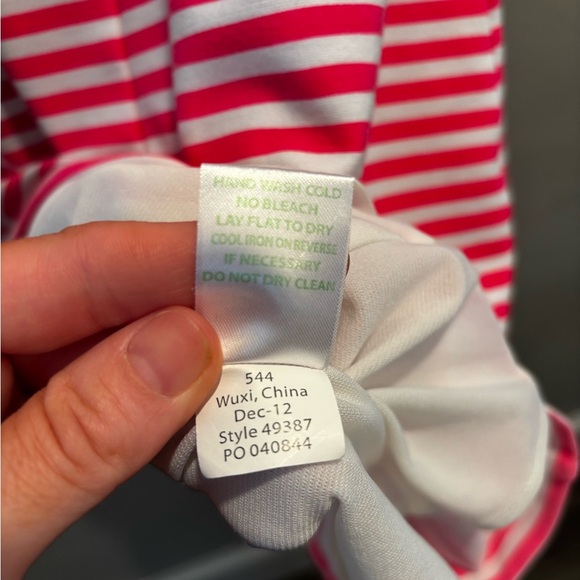 HAND WASH COLD
NO BLEACH
LAY FLAT TO DRY
COOL IRON ON REVERSE
IF NECESSARY
DO NOT DRY CLEAN
544
Wuxi, China
Dec-12
Style 49387
PO 040844